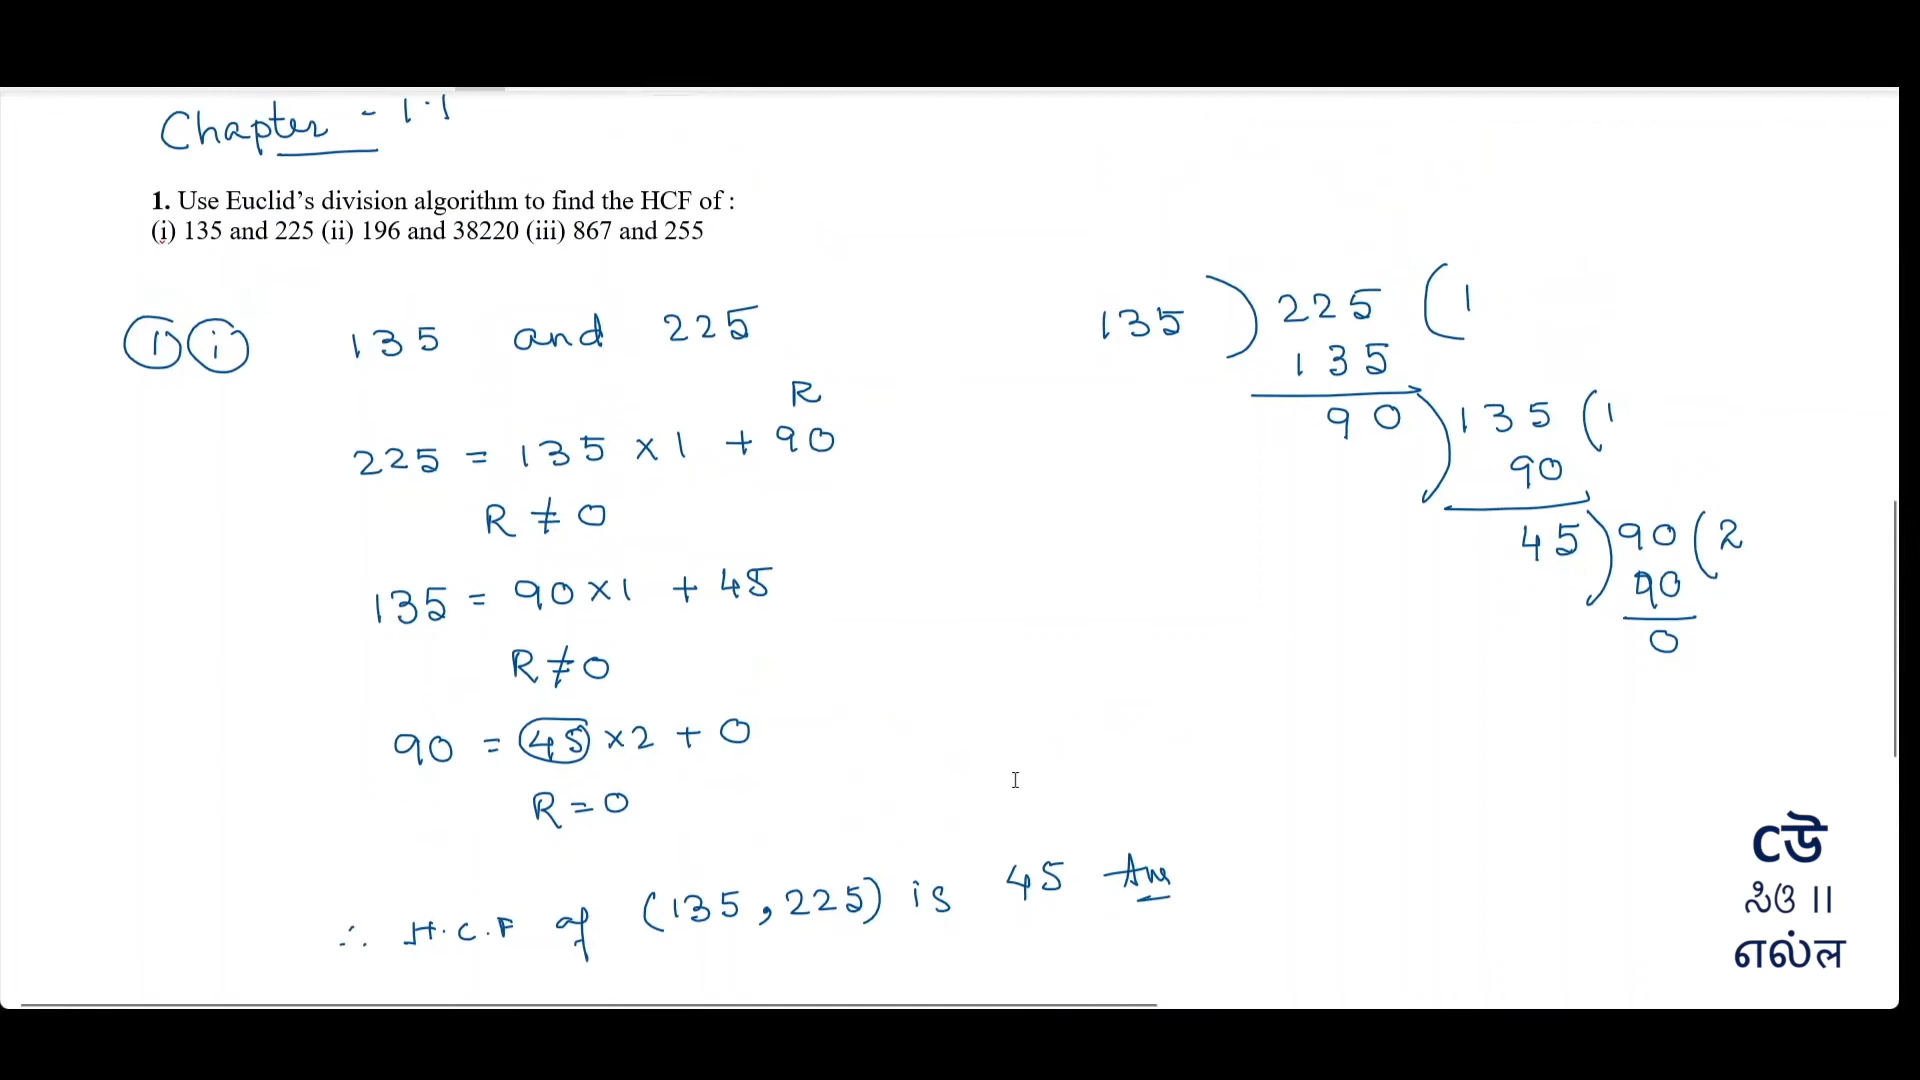 Chapter - 1.1
1. Use Euclid’s division algorithm to find the HCF of :
(i) 135 and 225 (ii) 196 and 38220 (iii) 867 and 255
1 i 135 and 225
R
225 = 135 × 1 + 90
R ≠ 0
135 = 90 × 1 + 45
R ≠ 0
90 = 45 × 2 + 0
R = 0
∴ H.C.F of (135, 225) is 45 Ans
135 ) 225 ( 1
135
90 ) 135 ( 1
90
45 ) 90 ( 2
90
0
Cউ
ಸಿଓ ॥
எல்ल